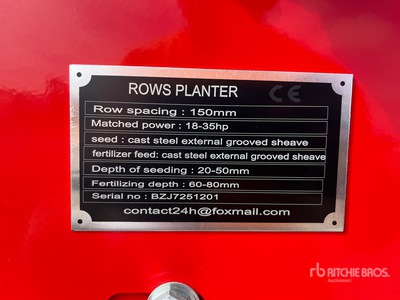 ROWS PLANTER CE
Row spacing : 150mm
Matched power : 18-35hp
seed : cast steel external grooved sheave
fertilizer feed: cast steel external grooved sheave
Depth of seeding : 20-50mm
Fertilizing depth : 60-80mm
Serial no : BZJ7251201
contact24h@foxmail.com
rb RITCHIE BROS.
Auctioneers